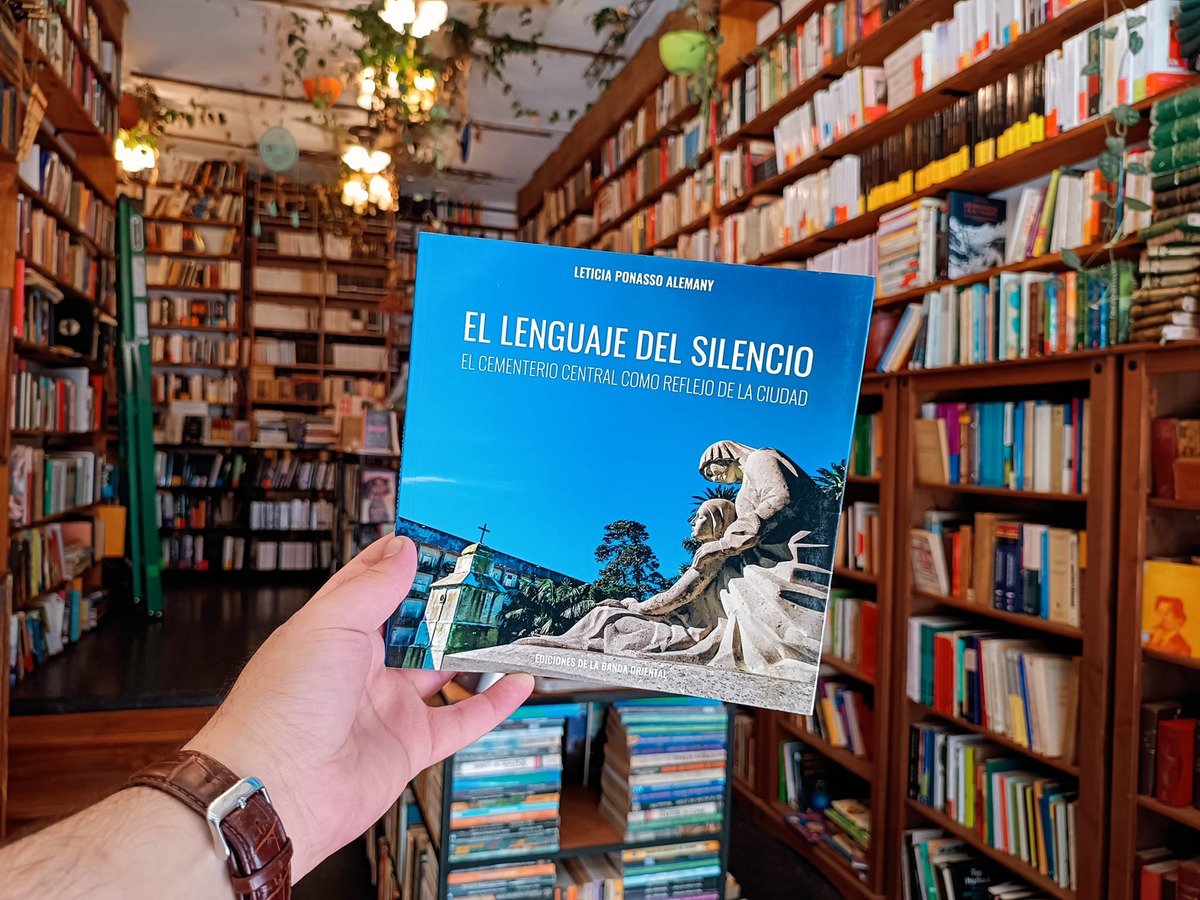 LETICIA PONASSO ALEMANY
EL LENGUAJE DEL SILENCIO
EL CEMENTERIO CENTRAL COMO REFLEJO DE LA CIUDAD
EDICIONES DE LA BANDA ORIENTAL